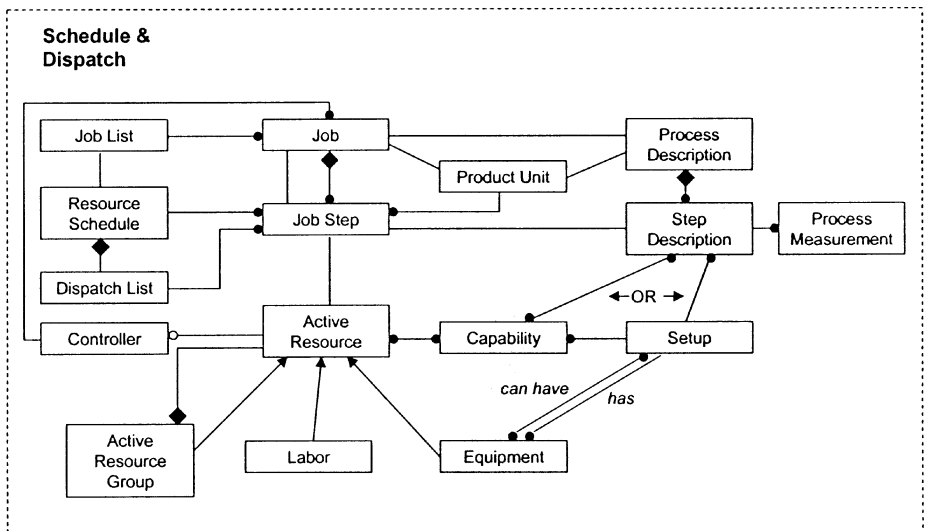 Schedule &
Dispatch
Job List
Job
Process
Description
Product Unit
Resource
Schedule
Job Step
Step
Description
Process
Measurement
Dispatch List
OR
Controller
Active
Resource
Capability
Setup
can have
has
Active
Resource
Group
Labor
Equipment